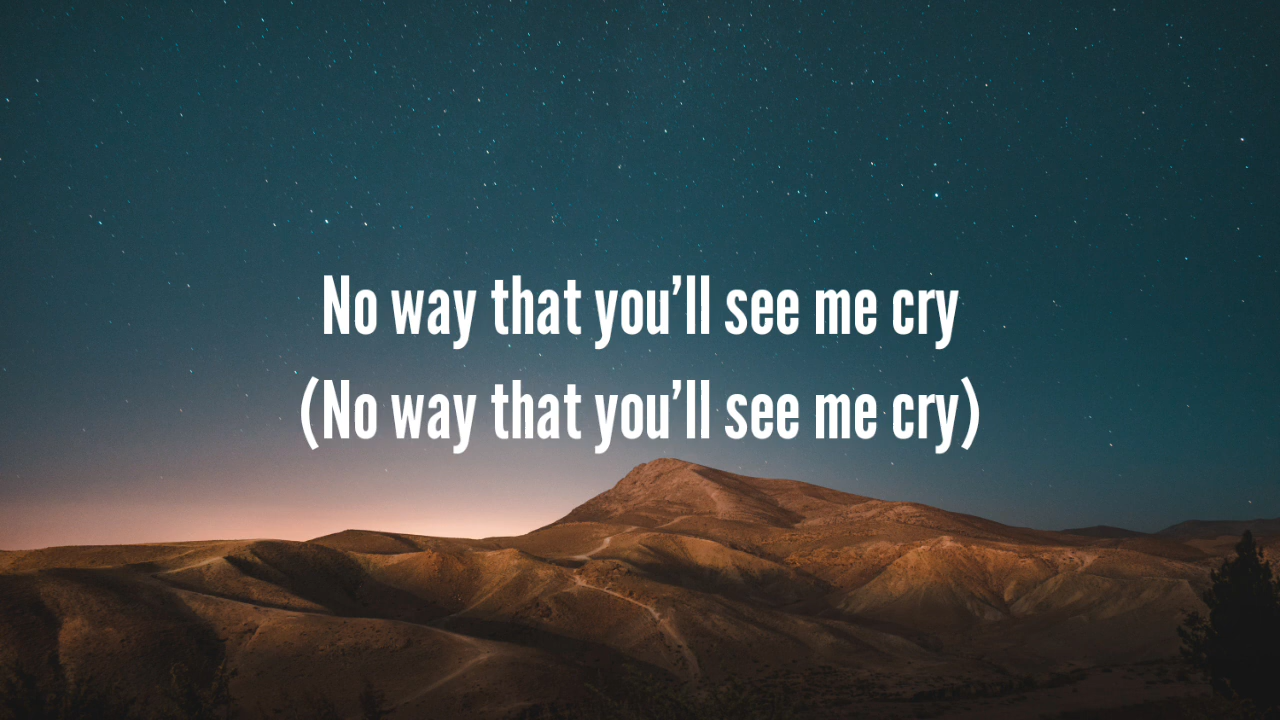 No way that you’ll see me cry
(No way that you’ll see me cry)